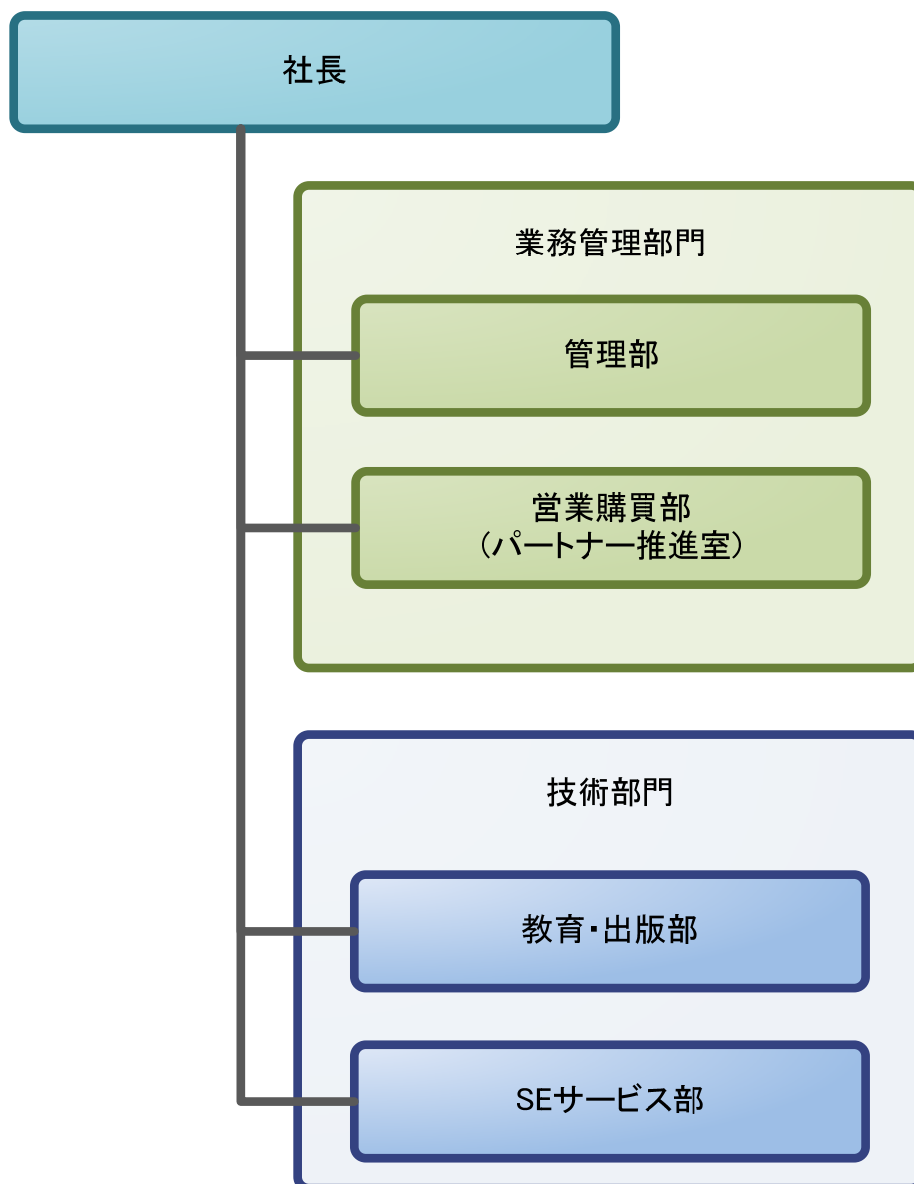 社長
業務管理部門
管理部
営業購買部
（パートナー推進室）
技術部門
教育・出版部
SEサービス部